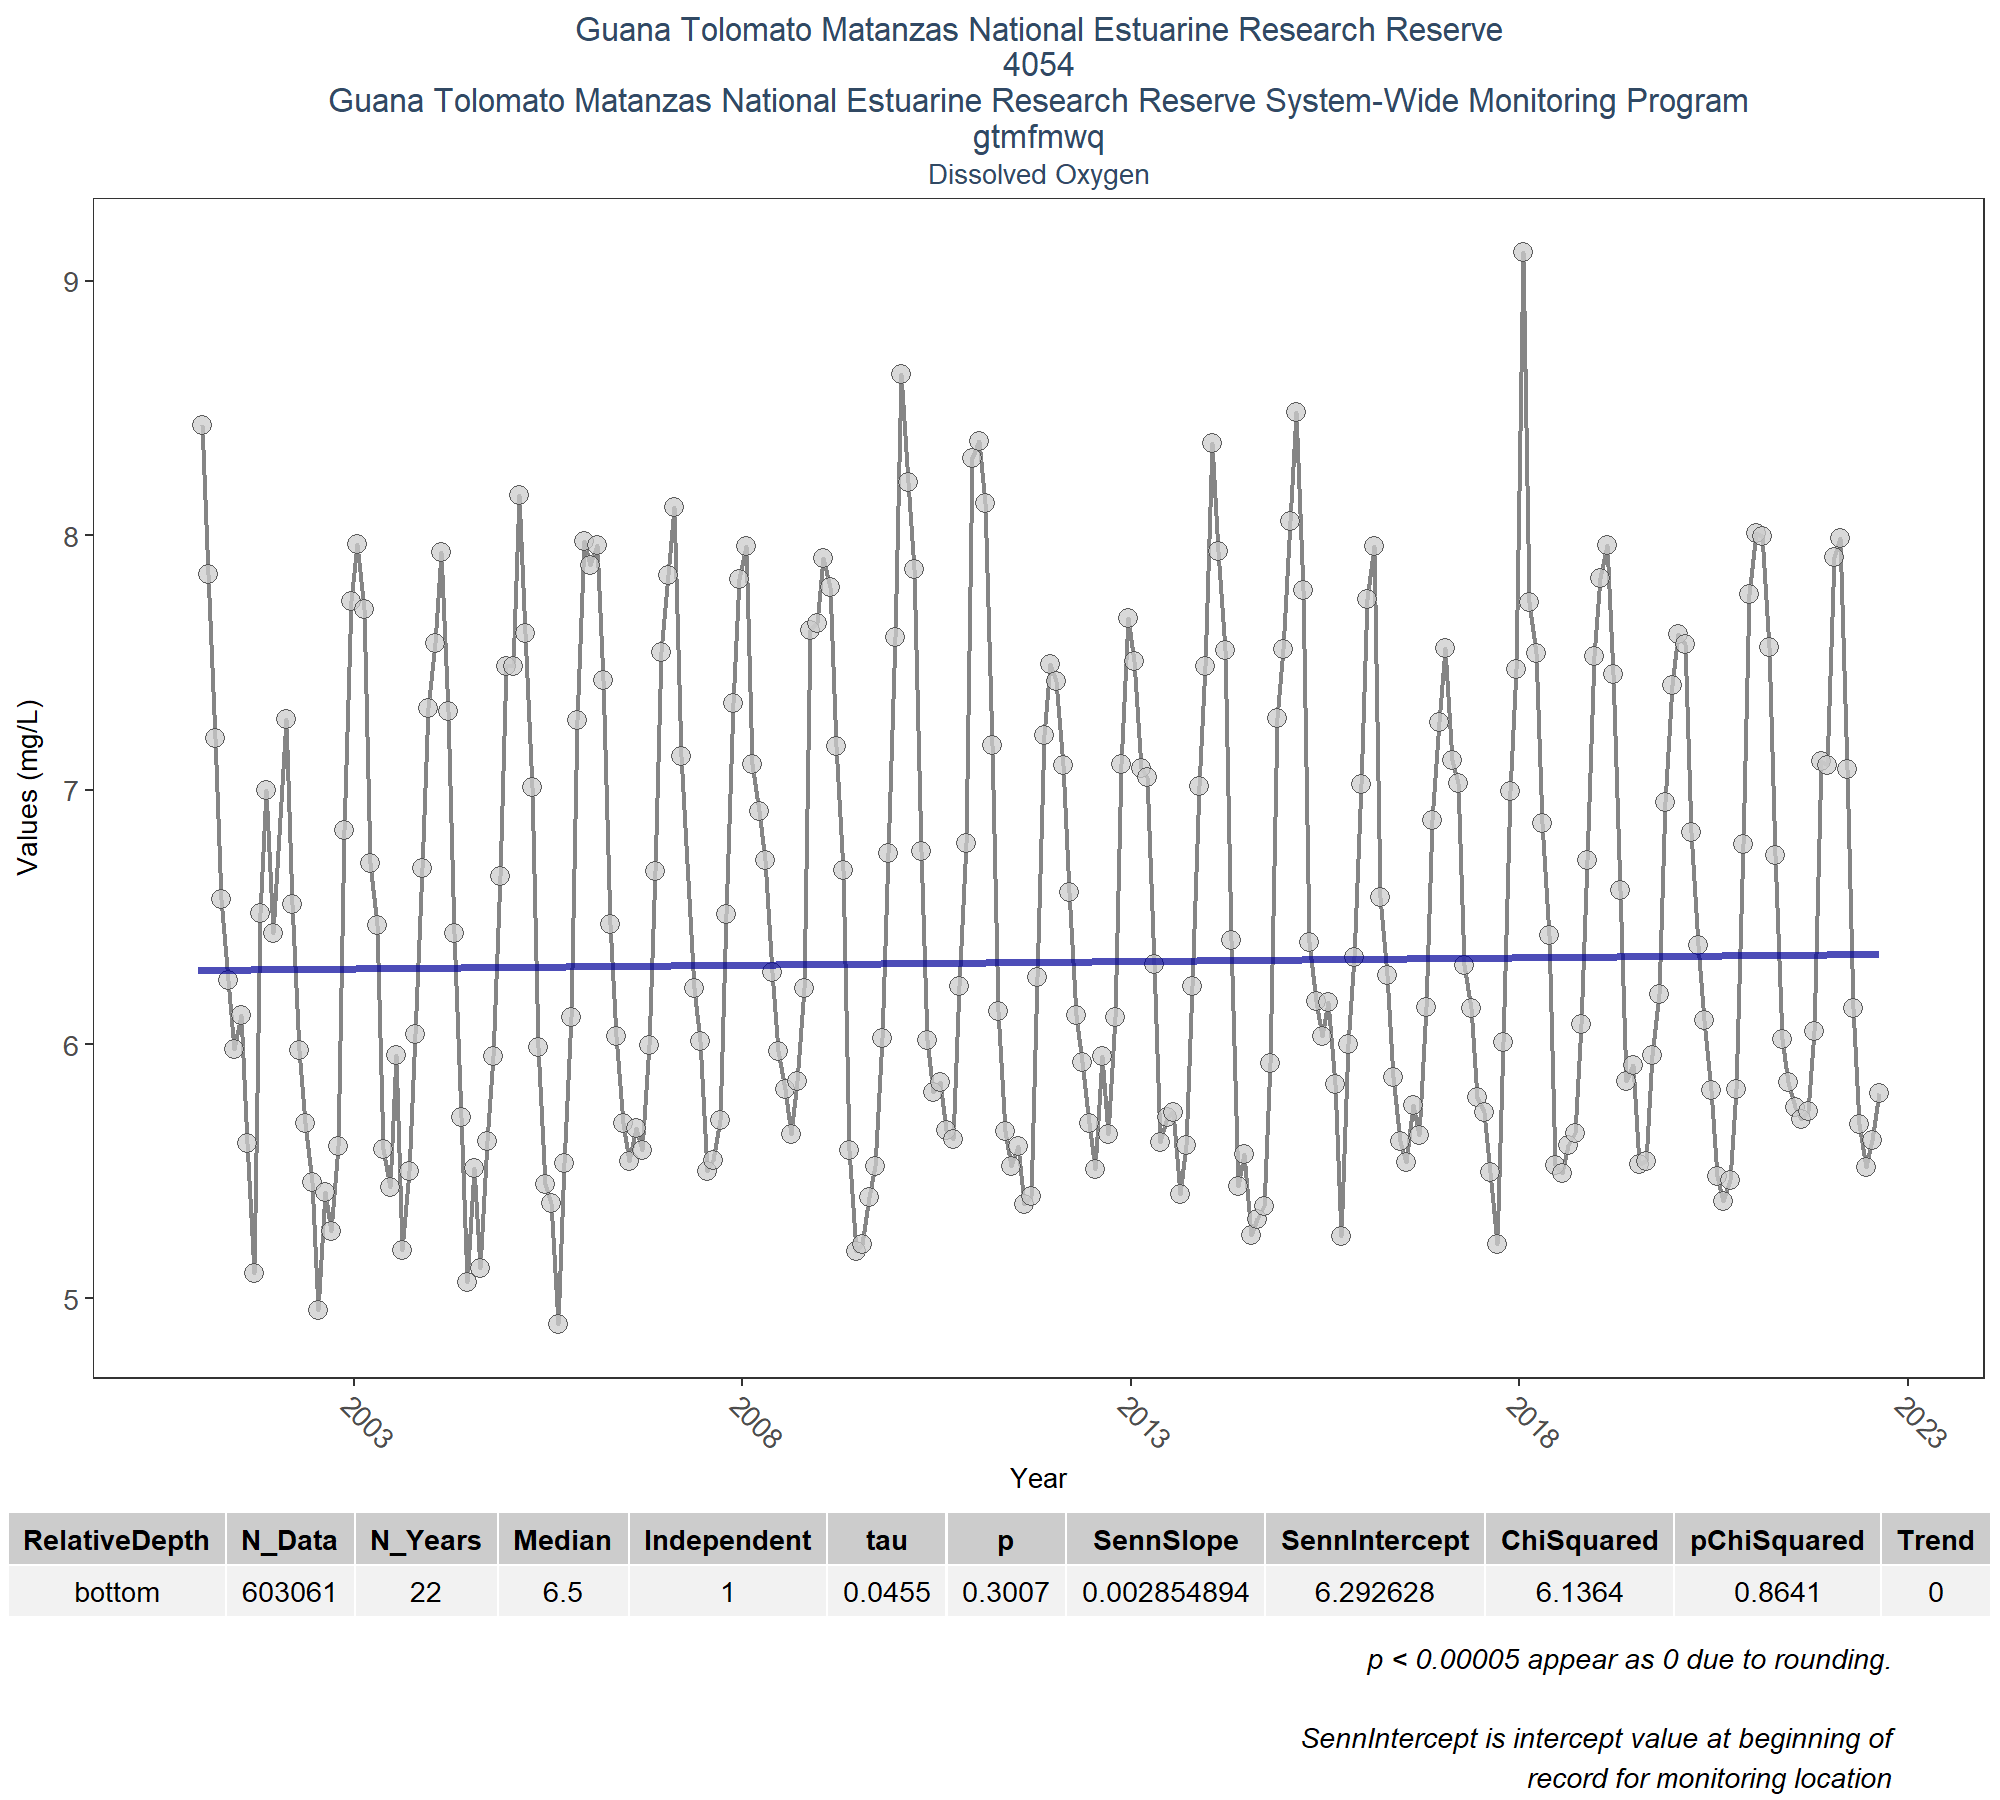 Guana Tolomato Matanzas National Estuarine Research Reserve
4054
Guana Tolomato Matanzas National Estuarine Research Reserve System-Wide Monitoring Program
gtmfmwq
Dissolved Oxygen
Values (mg/L)
9
8
7
6
5
2003 2008 2013 2018 2023
Year
RelativeDepth N_Data N_Years Median Independent tau p SennSlope SennIntercept ChiSquared pChiSquared Trend
bottom 603061 22 6.5 1 0.0455 0.3007 0.002854894 6.292628 6.1364 0.8641 0
p < 0.00005 appear as 0 due to rounding.
SennIntercept is intercept value at beginning of
record for monitoring location